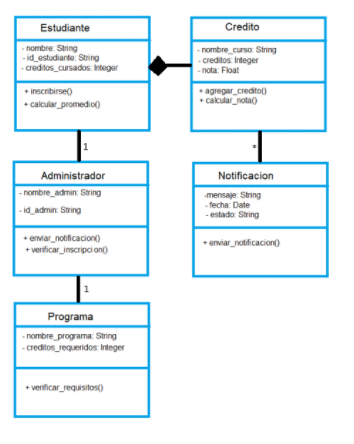 Estudiante
- nombre: String
- id_estudiante: String
- creditos_cursados: Integer
+ inscribirse()
+ calcular_promedio()
Credito
- nombre_curso: String
- creditos: Integer
- nota: Float
+ agregar_credito()
+ calcular_nota()
1
*
Administrador
- nombre_admin: String
- id_admin: String
+ enviar_notificacion()
+ verificar_inscripcion()
Notificacion
-mensaje: String
- fecha: Date
- estado: String
+ enviar_notificacion()
1
Programa
- nombre_programa: String
- creditos_requeridos: Integer
+ verificar_requisitos()